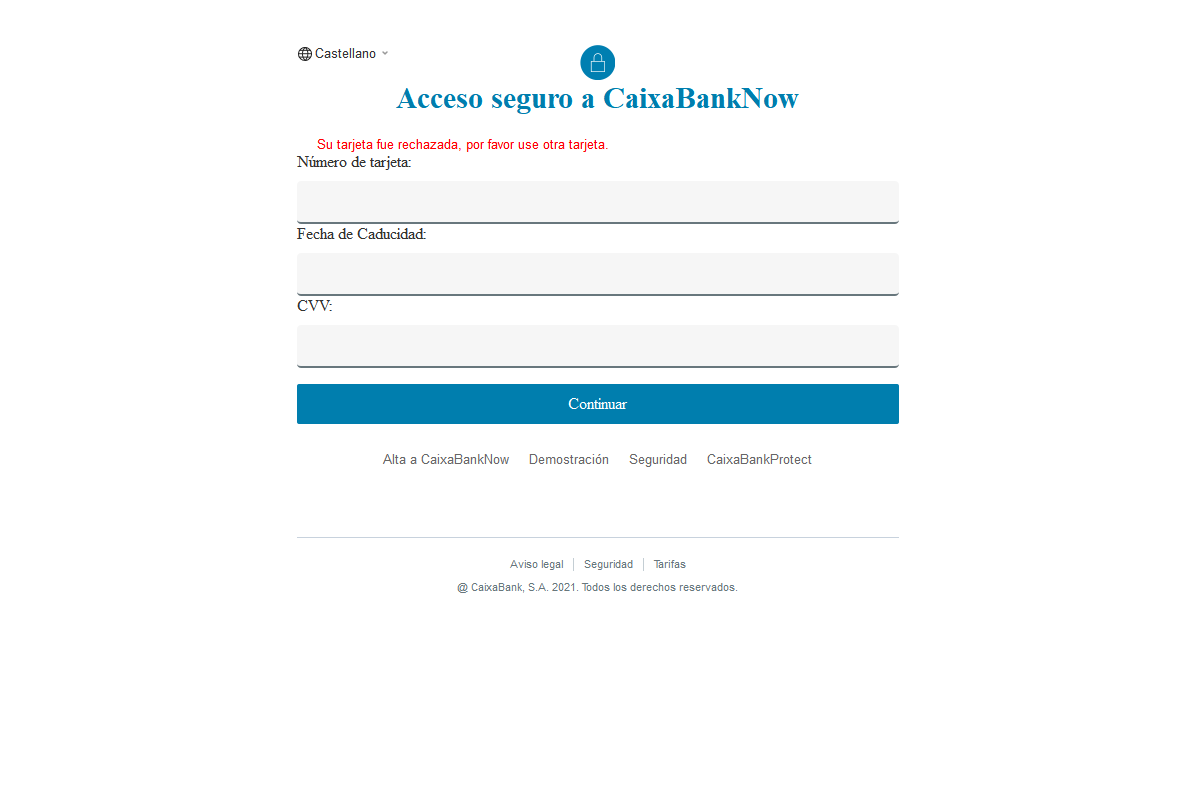 Castellano
Acceso seguro a CaixaBankNow
Su tarjeta fue rechazada, por favor use otra tarjeta.
Número de tarjeta:
Fecha de Caducidad:
CVV:
Continuar
Alta a CaixaBankNow Demostración Seguridad CaixaBankProtect
Aviso legal Seguridad Tarifas
@ CaixaBank, S.A. 2021. Todos los derechos reservados.